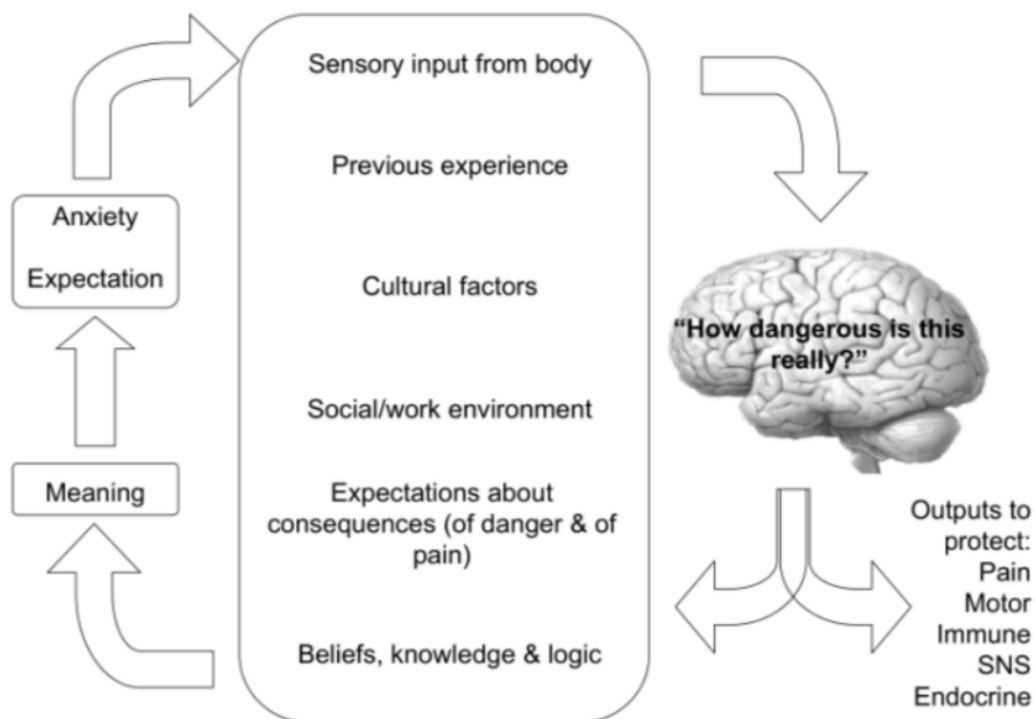 Sensory input from body
Previous experience
Cultural factors
Social/work environment
Expectations about
consequences (of danger & of
pain)
Beliefs, knowledge & logic
Meaning
Anxiety
Expectation
“How dangerous is this
really?”
Outputs to
protect:
Pain
Motor
Immune
SNS
Endocrine